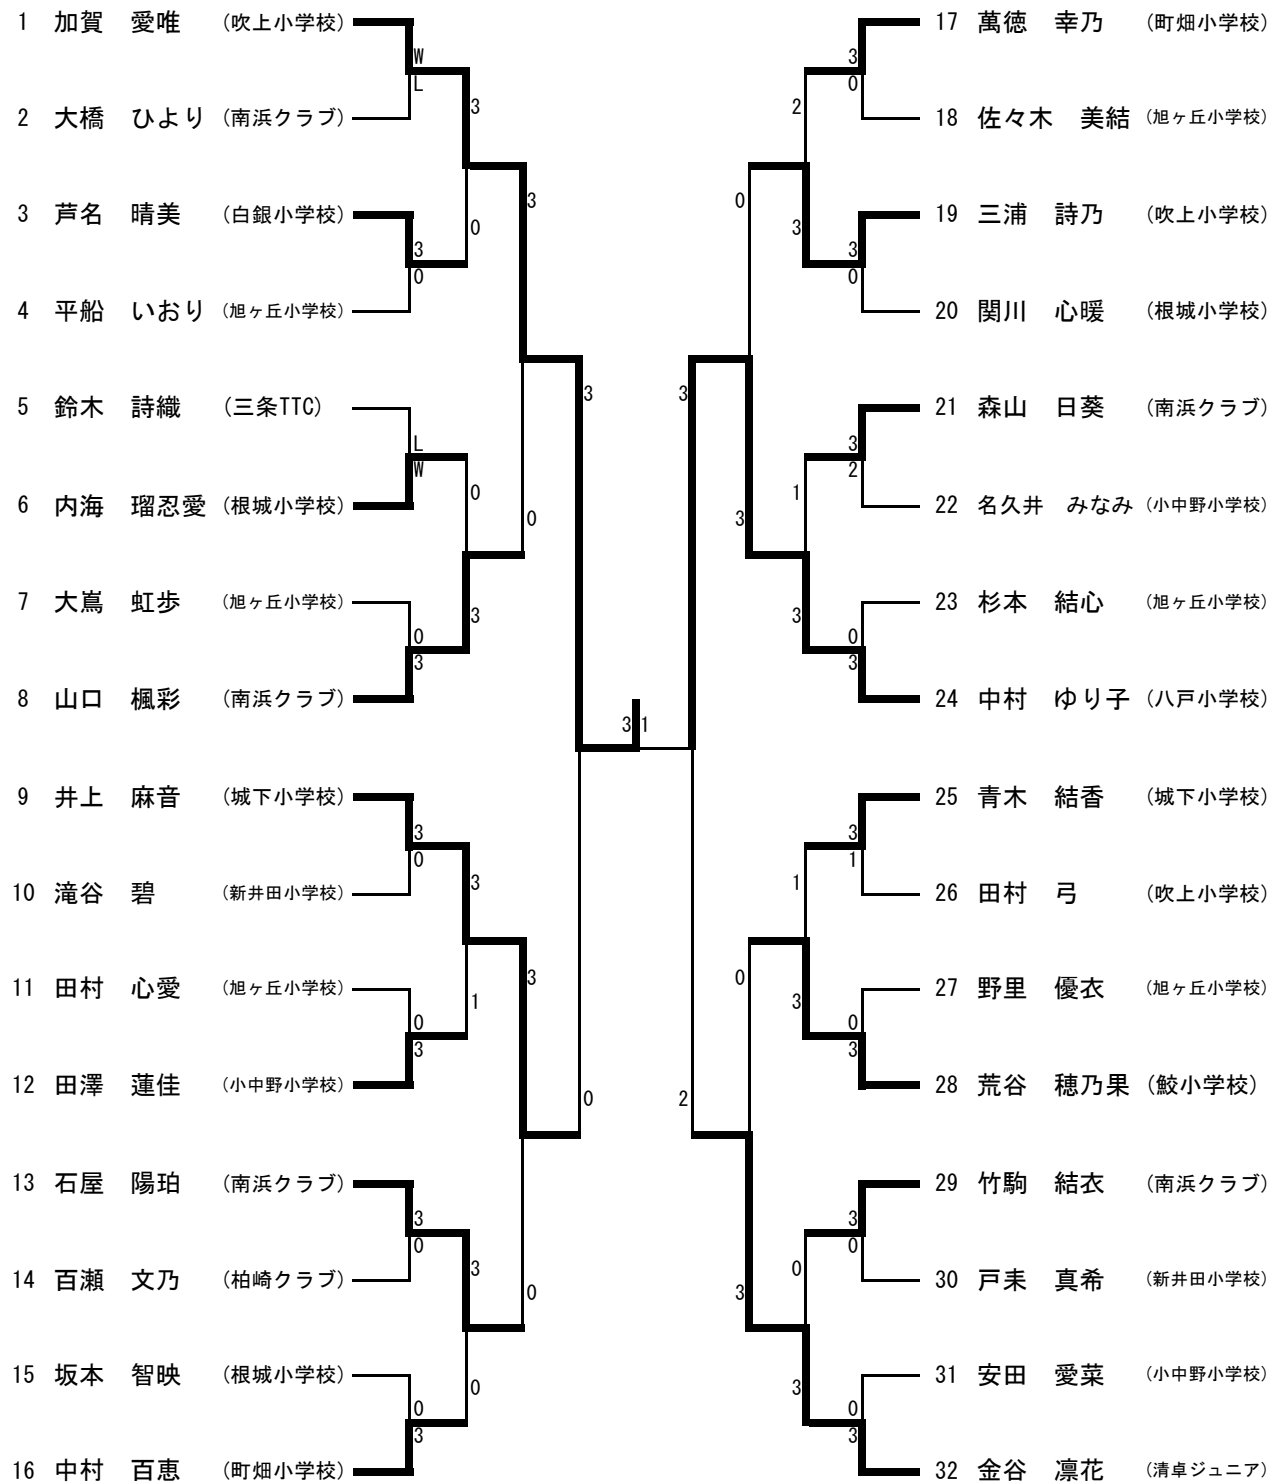 1 加賀 愛唯 (吹上小学校)
W
L
2 大橋 ひより (南浜クラブ)
3
3 芦名 晴美 (白銀小学校)
3
0
3
0
4 平船 いおり (旭ヶ丘小学校)
5 鈴木 詩織 (三条TTC)
3
L
W
6 内海 瑠忍愛 (根城小学校)
0
0
7 大嶌 虹歩 (旭ヶ丘小学校)
3
0
3
8 山口 楓彩 (南浜クラブ)
3 1
9 井上 麻音 (城下小学校)
3
0
10 滝谷 碧 (新井田小学校)
3
11 田村 心愛 (旭ヶ丘小学校)
3
1
0
3
12 田澤 蓮佳 (小中野小学校)
0
13 石屋 陽珀 (南浜クラブ)
3
0
14 百瀬 文乃 (柏崎クラブ)
3
0
15 坂本 智映 (根城小学校)
0
0
3
16 中村 百恵 (町畑小学校)
17 萬徳 幸乃 (町畑小学校)
3
0
18 佐々木 美結 (旭ヶ丘小学校)
2
0
19 三浦 詩乃 (吹上小学校)
3
3
0
20 関川 心暖 (根城小学校)
3
21 森山 日葵 (南浜クラブ)
3
2
22 名久井 みなみ (小中野小学校)
1
3
23 杉本 結心 (旭ヶ丘小学校)
3
0
3
24 中村 ゆり子 (八戸小学校)
25 青木 結香 (城下小学校)
3
1
26 田村 弓 (吹上小学校)
1
0
27 野里 優衣 (旭ヶ丘小学校)
3
0
3
28 荒谷 穂乃果 (鮫小学校)
2
29 竹駒 結衣 (南浜クラブ)
3
0
30 戸耒 真希 (新井田小学校)
0
3
31 安田 愛菜 (小中野小学校)
3
0
3
32 金谷 凛花 (清卓ジュニア)